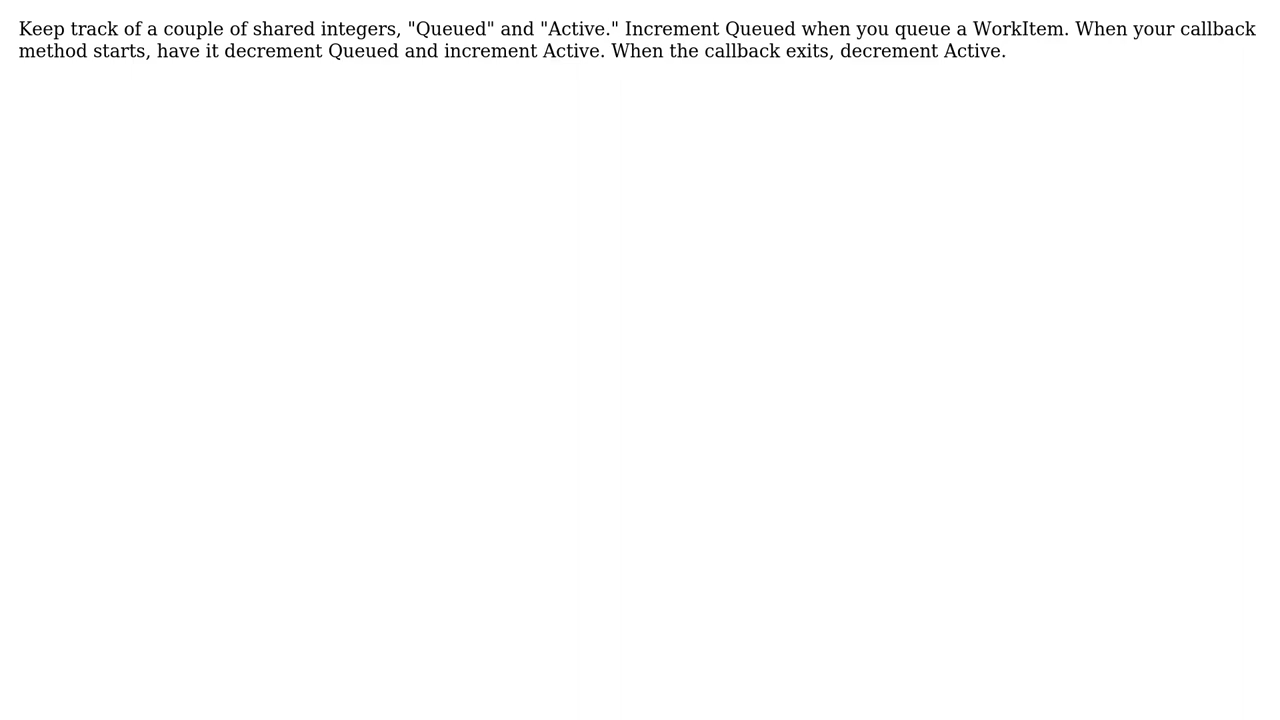 Keep track of a couple of shared integers, "Queued" and "Active." Increment Queued when you queue a WorkItem. When your callback
method starts, have it decrement Queued and increment Active. When the callback exits, decrement Active.